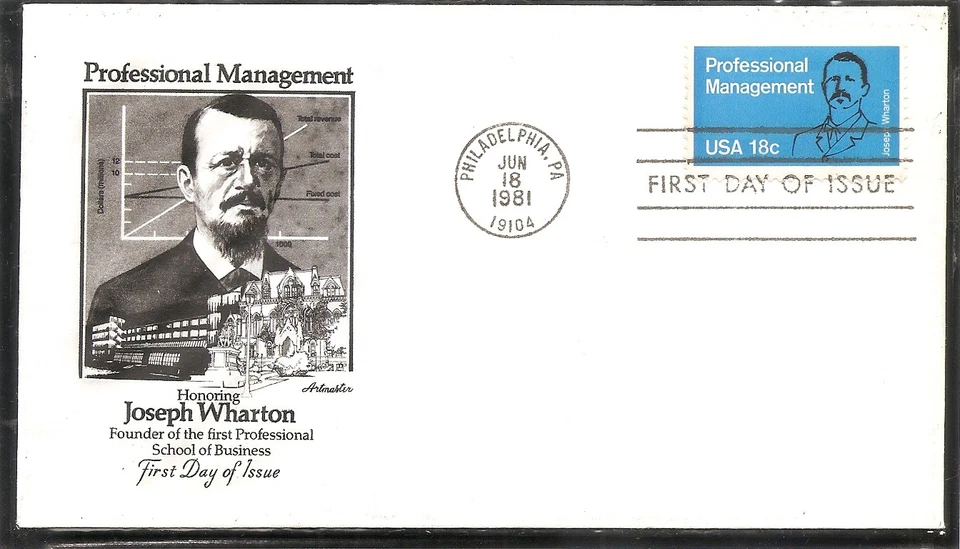 Professional Management
Total revenue
Total cost
Fixed cost
Dollars (millions)
12
10
1000
Artmaster
Honoring
Joseph Wharton
Founder of the first Professional
School of Business
First Day of Issue
PHILADELPHIA, PA
JUN
18
1981
19104
Professional
Management
Joseph Wharton
USA 18c
FIRST DAY OF ISSUE